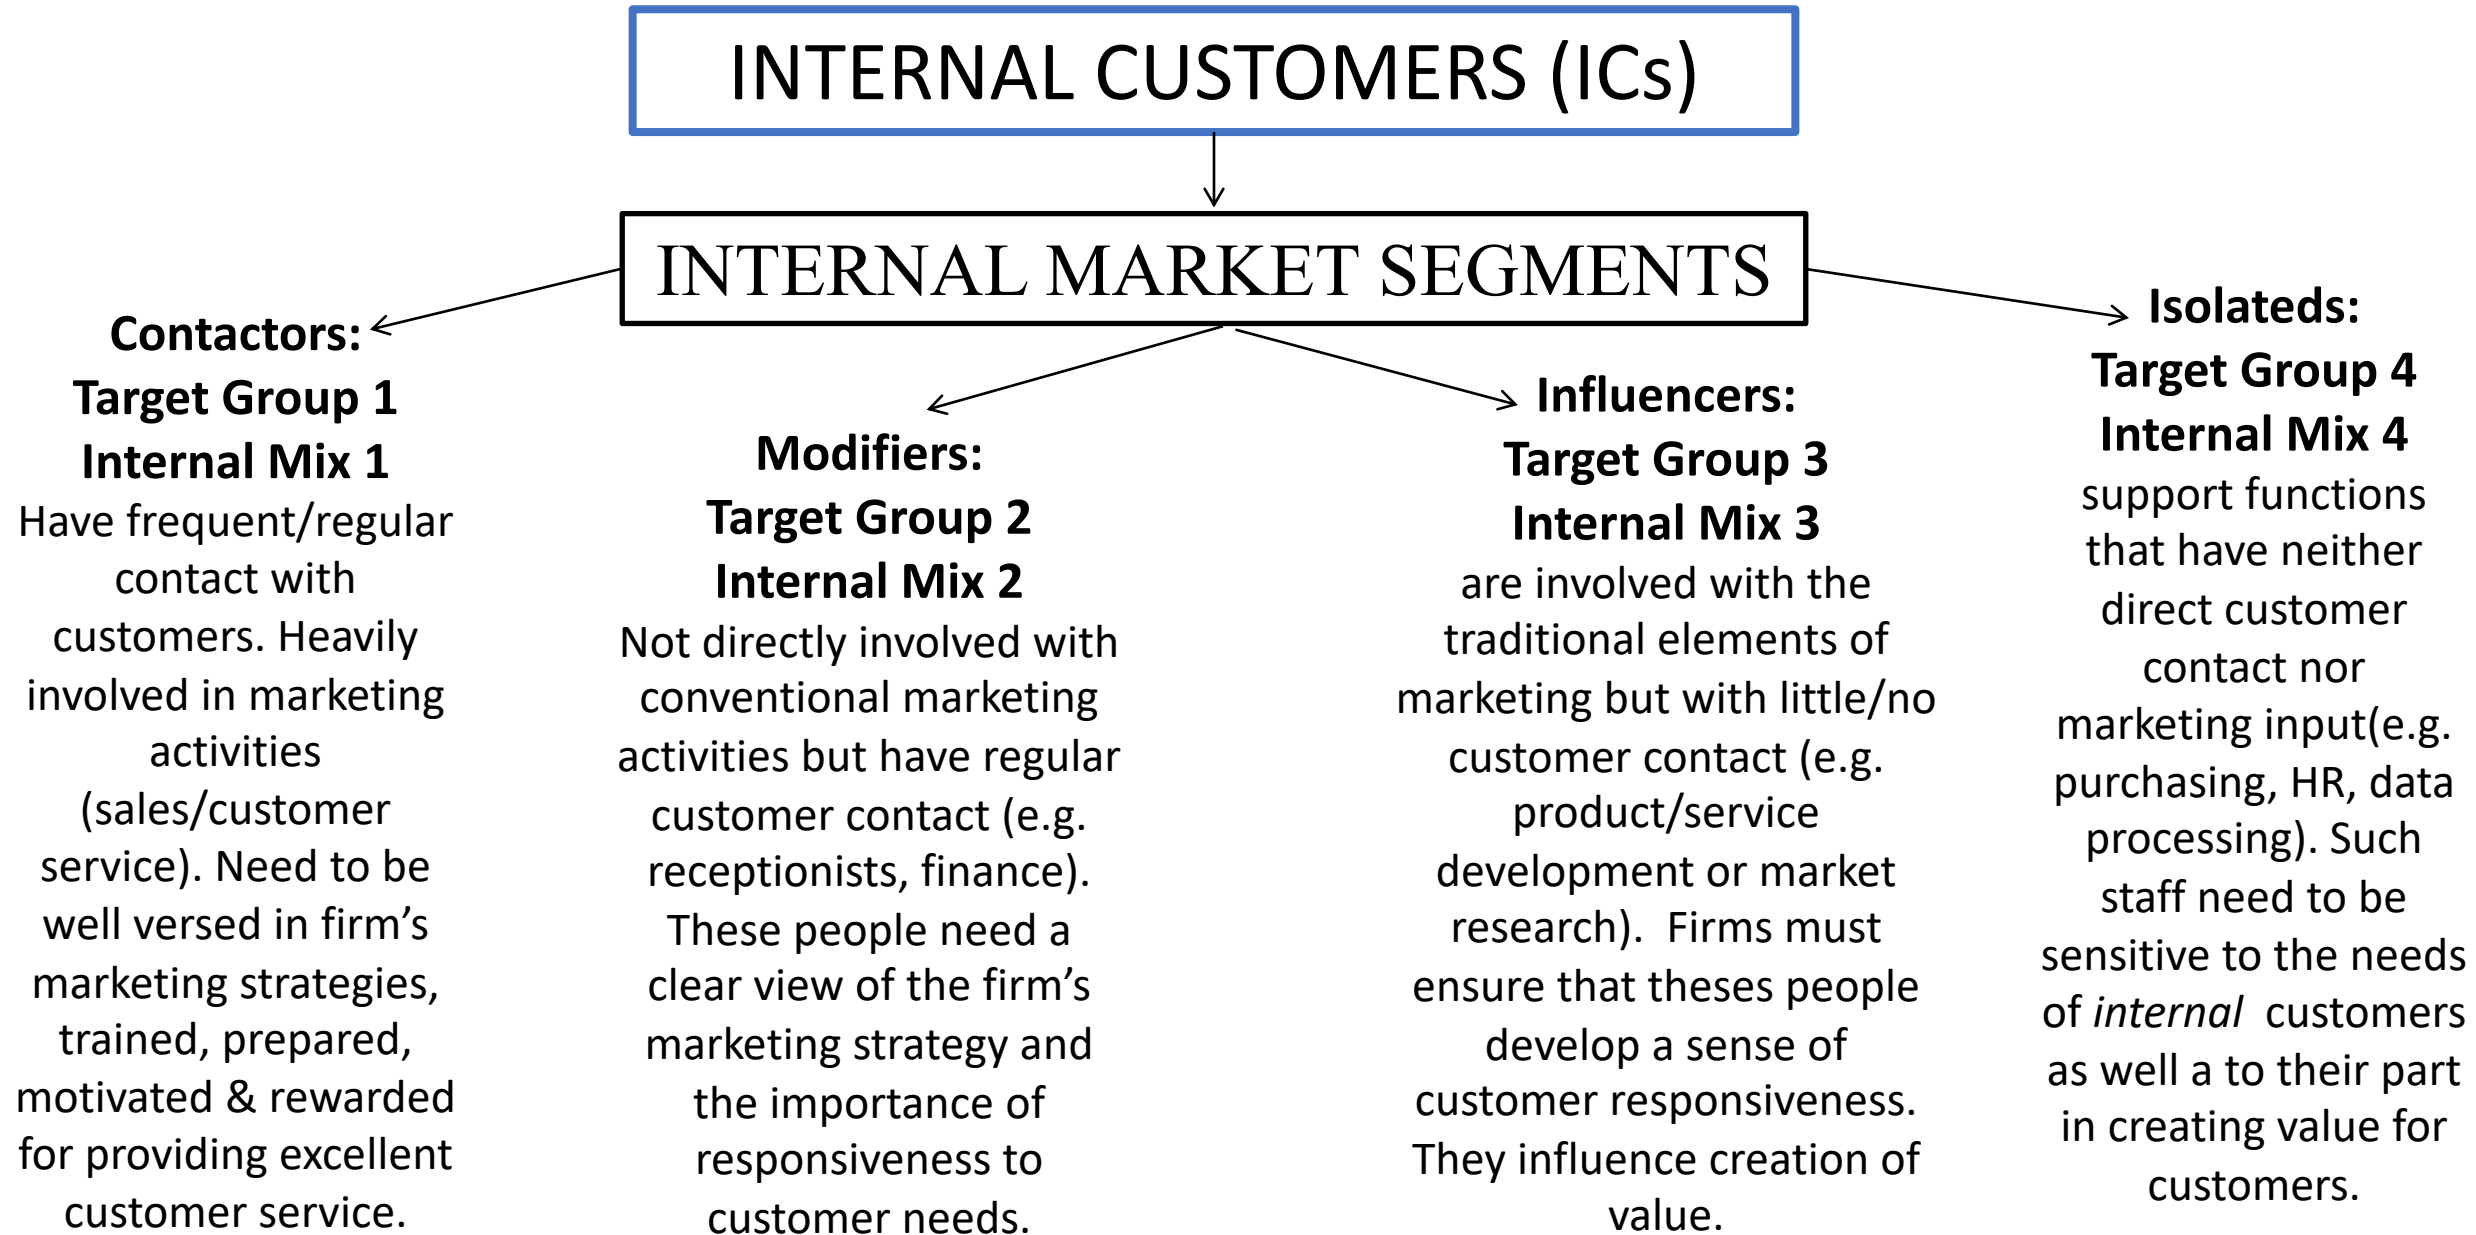 INTERNAL CUSTOMERS (ICs)
INTERNAL MARKET SEGMENTS
Contactors:
Target Group 1
Internal Mix 1
Have frequent/regular
contact with
customers. Heavily
involved in marketing
activities
(sales/customer
service). Need to be
well versed in firm’s
marketing strategies,
trained, prepared,
motivated & rewarded
for providing excellent
customer service.
Modifiers:
Target Group 2
Internal Mix 2
Not directly involved with
conventional marketing
activities but have regular
customer contact (e.g.
receptionists, finance).
These people need a
clear view of the firm’s
marketing strategy and
the importance of
responsiveness to
customer needs.
Influencers:
Target Group 3
Internal Mix 3
are involved with the
traditional elements of
marketing but with little/no
customer contact (e.g.
product/service
development or market
research).  Firms must
ensure that theses people
develop a sense of
customer responsiveness.
They influence creation of
value.
Isolateds:
Target Group 4
Internal Mix 4
support functions
that have neither
direct customer
contact nor
marketing input(e.g.
purchasing, HR, data
processing). Such
staff need to be
sensitive to the needs
of internal  customers
as well a to their part
in creating value for
customers.